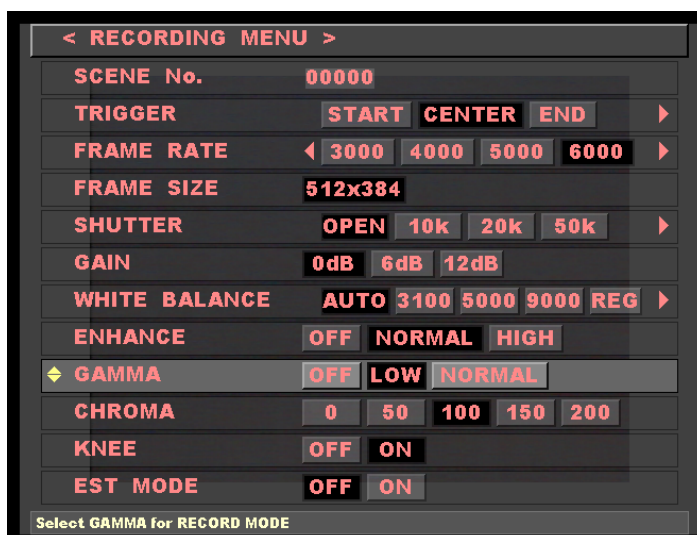 < RECORDING MENU >
SCENE No. 00000
TRIGGER START CENTER END
FRAME RATE 3000 4000 5000 6000
FRAME SIZE 512x384
SHUTTER OPEN 10k 20k 50k
GAIN 0dB 6dB 12dB
WHITE BALANCE AUTO 3100 5000 9000 REG
ENHANCE OFF NORMAL HIGH
GAMMA OFF LOW NORMAL
CHROMA 0 50 100 150 200
KNEE OFF ON
EST MODE OFF ON
Select GAMMA for RECORD MODE